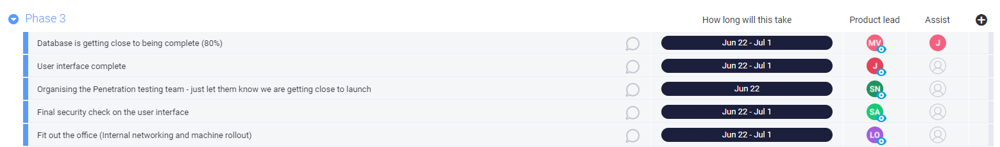 Phase 3
How long will this take Product lead Assist
Database is getting close to being complete (80%) Jun 22 - Jul 1 MV J
User interface complete Jun 22 - Jul 1 J
Organising the Penetration testing team - just let them know we are getting close to launch Jun 22 SN
Final security check on the user interface Jun 22 - Jul 1 SA
Fit out the office (Internal networking and machine rollout) Jun 22 - Jul 1 LO